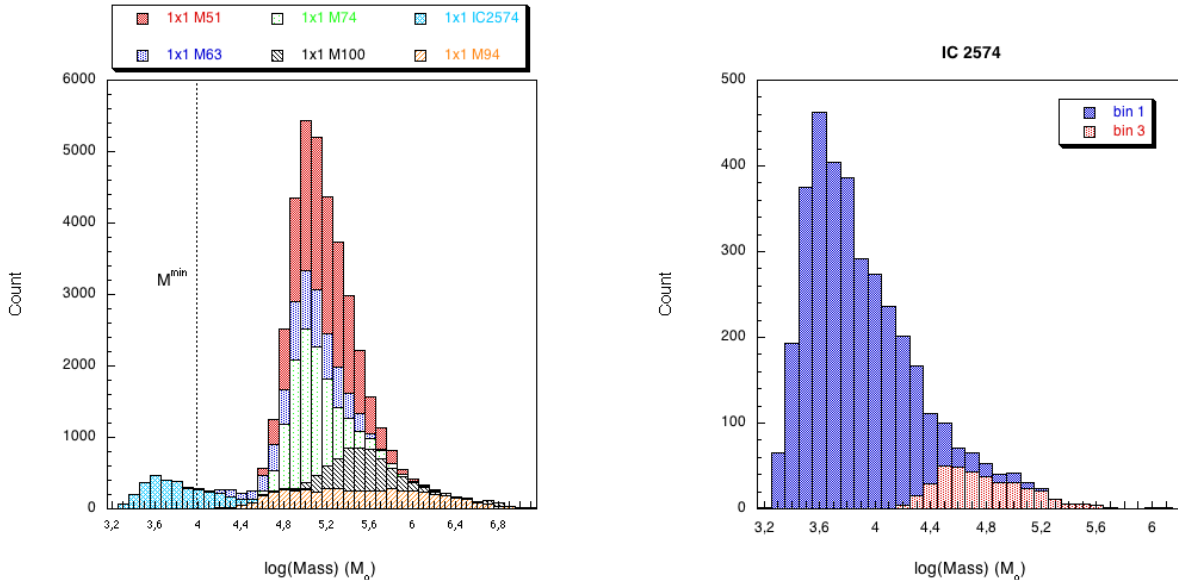 1x1 M51 1x1 M74 1x1 IC2574
1x1 M63 1x1 M100 1x1 M94
6000
5000
4000
3000
2000
1000
0
Count
M^min
3,2 3,6 4 4,4 4,8 5,2 5,6 6 6,4 6,8
log(Mass) (M_o)
IC 2574
bin 1
bin 3
500
400
300
200
100
0
Count
3,2 3,6 4 4,4 4,8 5,2 5,6 6
log(Mass) (M_o)